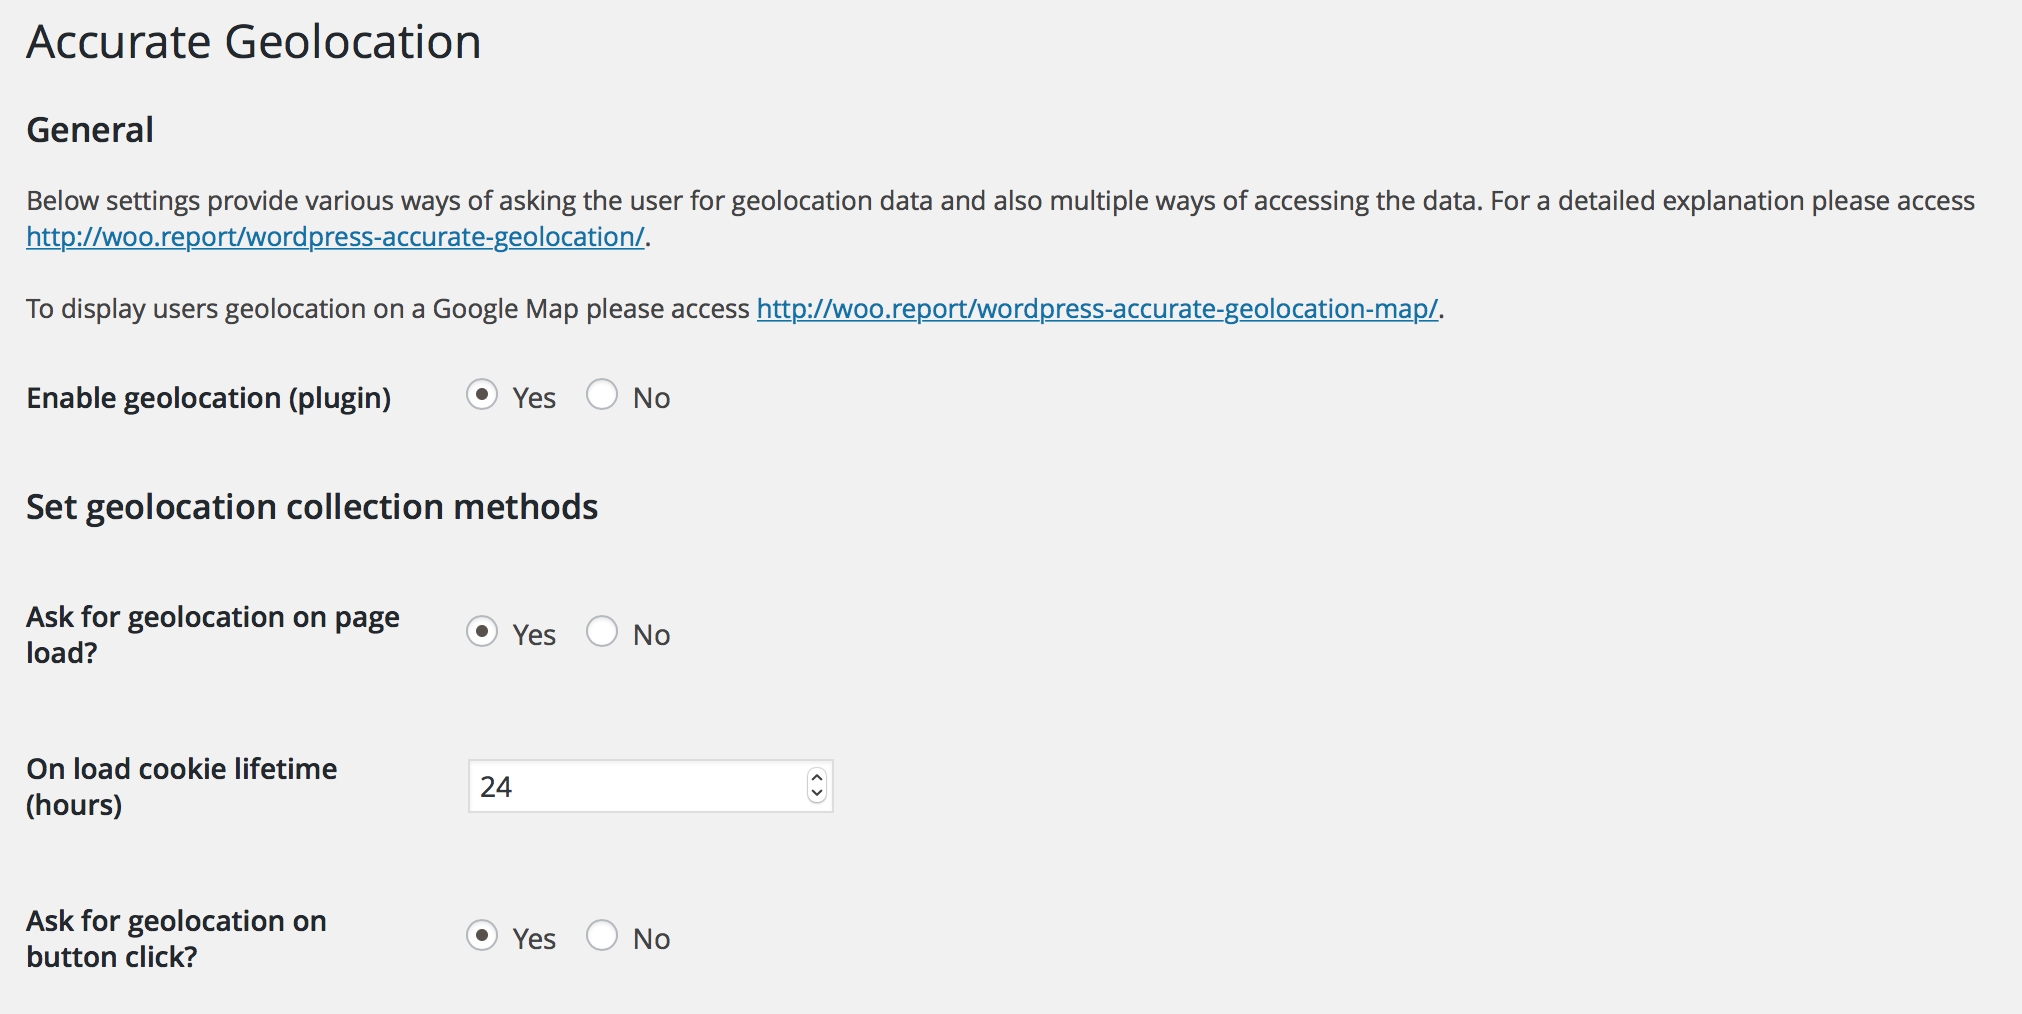 Accurate Geolocation
General
Below settings provide various ways of asking the user for geolocation data and also multiple ways of accessing the data. For a detailed explanation please access
http://woo.report/wordpress-accurate-geolocation/.
To display users geolocation on a Google Map please access http://woo.report/wordpress-accurate-geolocation-map/.
Enable geolocation (plugin) Yes No
Set geolocation collection methods
Ask for geolocation on page
load?
Yes No
On load cookie lifetime
(hours)
24
Ask for geolocation on
button click?
Yes No